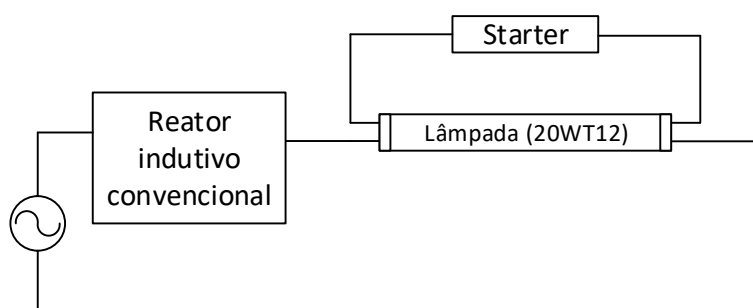 Starter
Reator
indutivo
convencional
Lâmpada (20WT12)